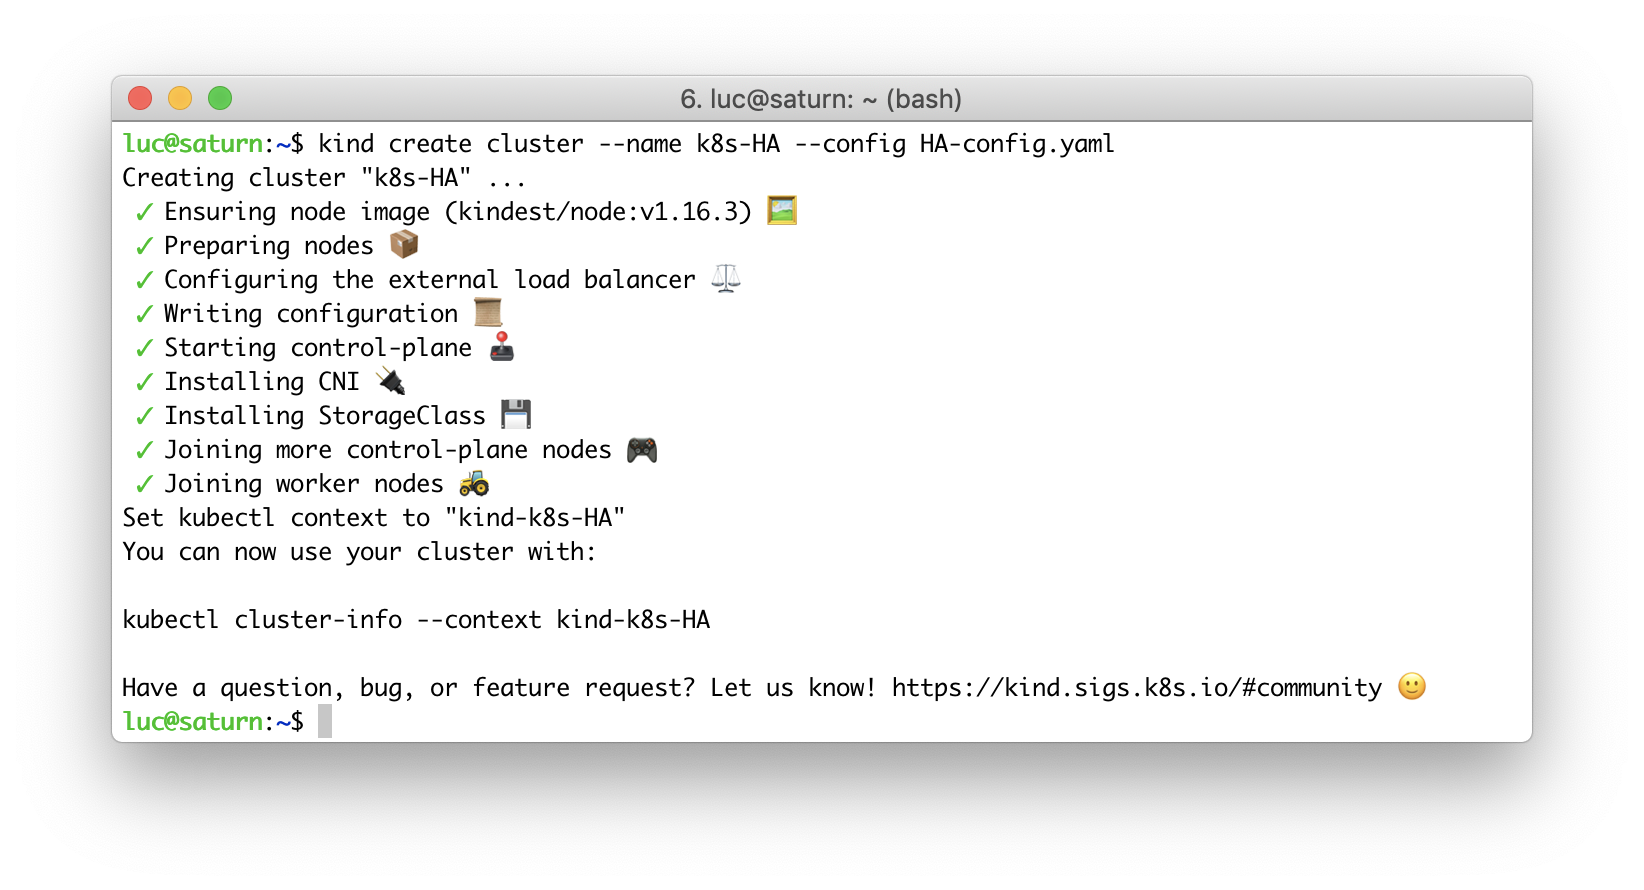 6. luc@saturn: ~ (bash)
luc@saturn:~$ kind create cluster --name k8s-HA --config HA-config.yaml
Creating cluster "k8s-HA" ...
✓ Ensuring node image (kindest/node:v1.16.3) 🖼
✓ Preparing nodes 📦
✓ Configuring the external load balancer ⚖️
✓ Writing configuration 📜
✓ Starting control-plane 🕹️
✓ Installing CNI 🔌
✓ Installing StorageClass 💾
✓ Joining more control-plane nodes 🎮
✓ Joining worker nodes 🚜
Set kubectl context to "kind-k8s-HA"
You can now use your cluster with:
kubectl cluster-info --context kind-k8s-HA
Have a question, bug, or feature request? Let us know! https://kind.sigs.k8s.io/#community 🙂
luc@saturn:~$